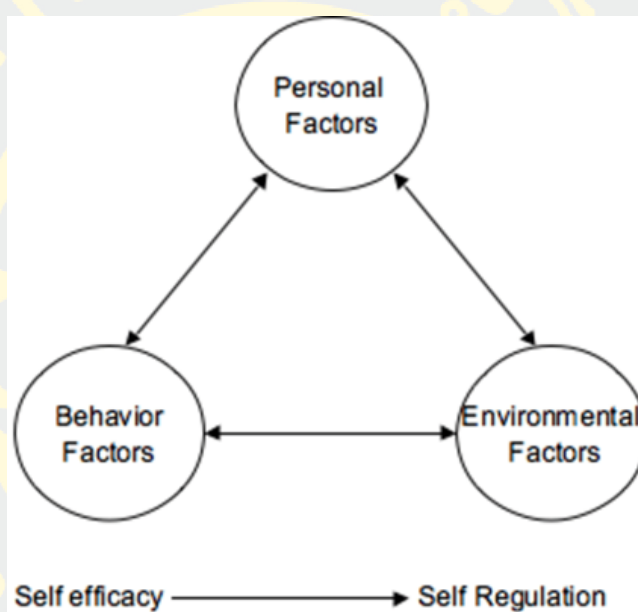 Personal
Factors
Behavior
Factors
Environmental
Factors
Self efficacy
Self Regulation